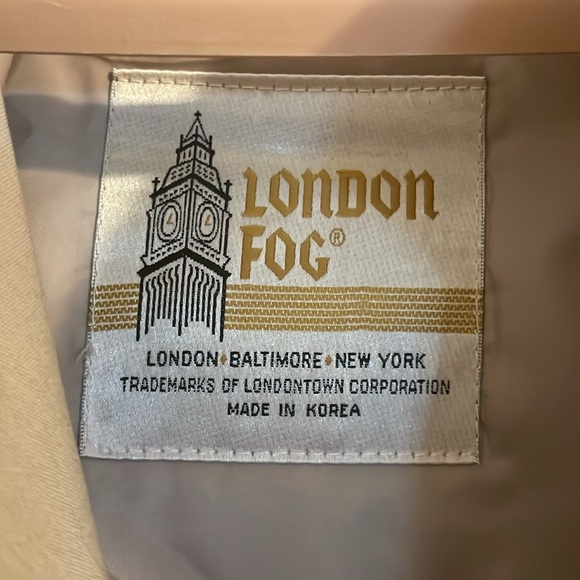 LONDON
FOG®
LONDON♦BALTIMORE♦NEW YORK
TRADEMARKS OF LONDONTOWN CORPORATION
MADE IN KOREA